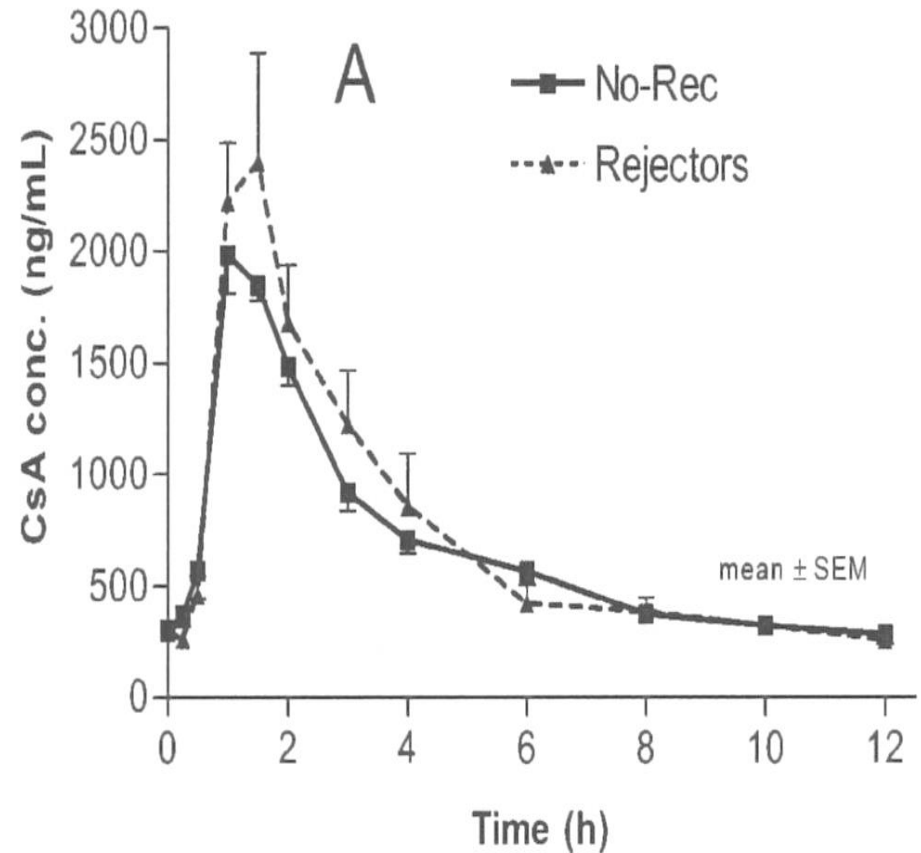 A
No-Rec
Rejectors
CsA conc. (ng/mL)
3000
2500
2000
1500
1000
500
0
mean ± SEM
0 2 4 6 8 10 12
Time (h)